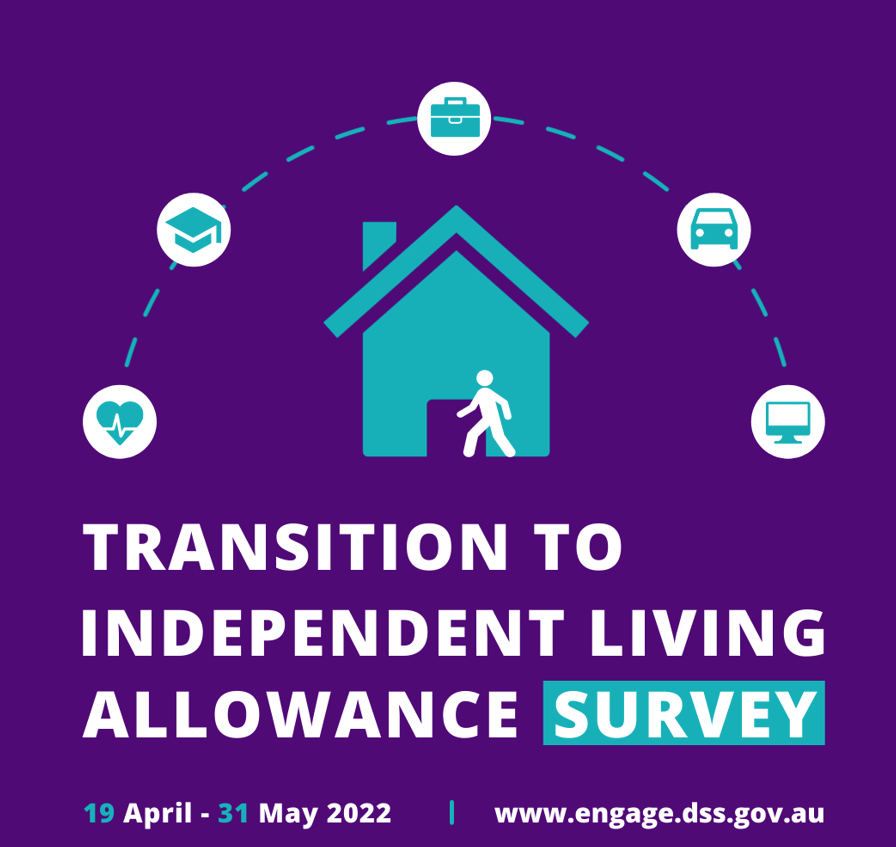 TRANSITION TO
INDEPENDENT LIVING
ALLOWANCE SURVEY
19 April - 31 May 2022 | www.engage.dss.gov.au